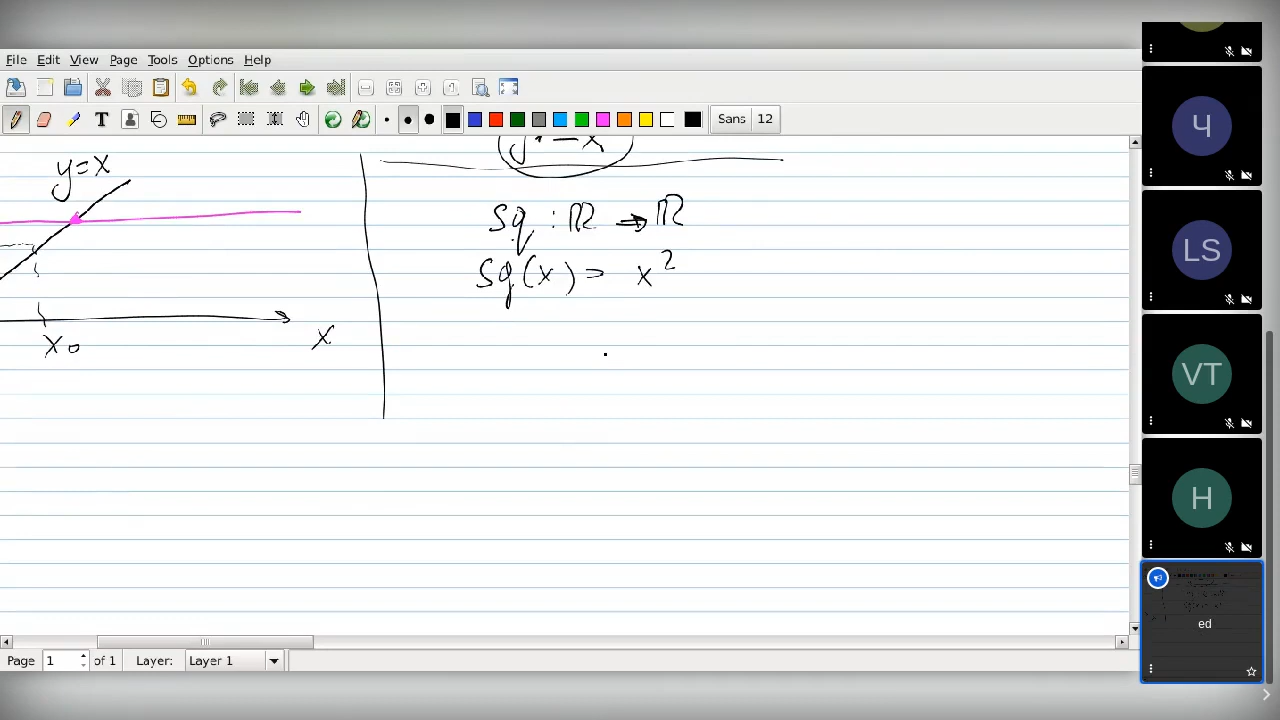 File Edit View Page Tools Options Help
Sans 12
y=x
x₀
x
sq : ℝ → ℝ
sq(x) = x²
Page 1 of 1 Layer: Layer 1
Ч
LS
VT
H
ed